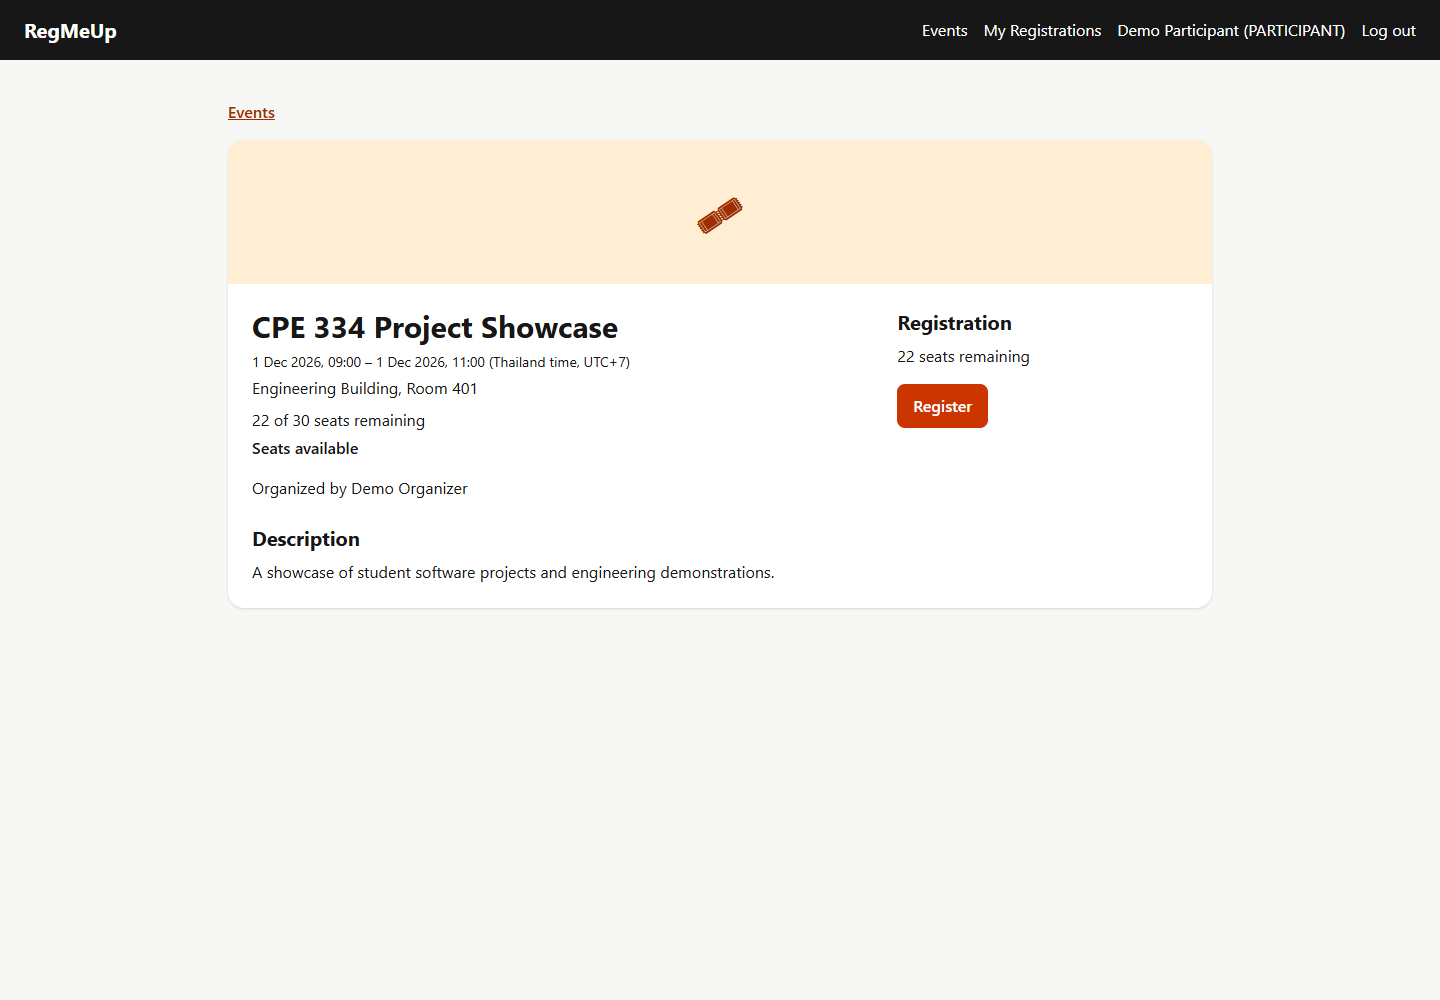 RegMeUp
Events
My Registrations
Demo Participant (PARTICIPANT)
Log out
Events
CPE 334 Project Showcase
1 Dec 2026, 09:00 – 1 Dec 2026, 11:00 (Thailand time, UTC+7)
Engineering Building, Room 401
22 of 30 seats remaining
Seats available
Organized by Demo Organizer
Description
A showcase of student software projects and engineering demonstrations.
Registration
22 seats remaining
Register